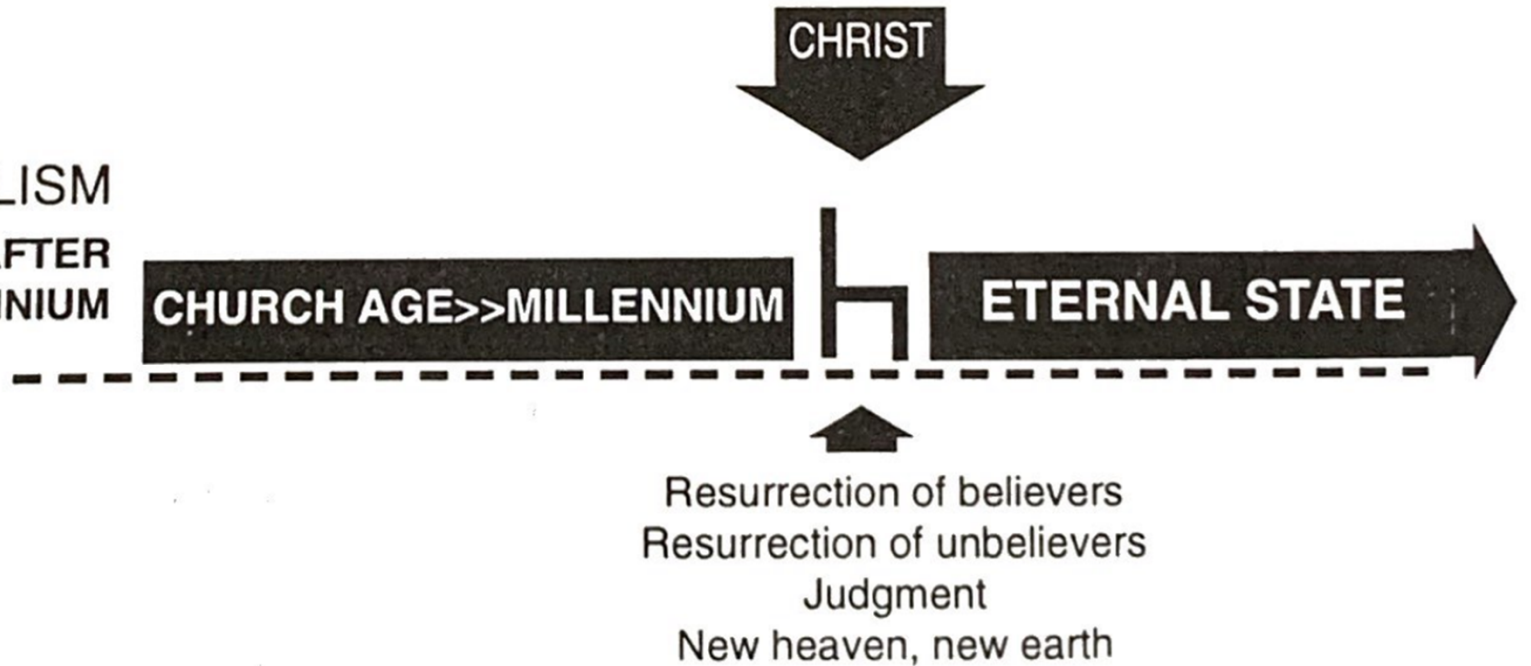 CHRIST
LISM
AFTER
NIUM
CHURCH AGE>>MILLENNIUM
ETERNAL STATE
Resurrection of believers
Resurrection of unbelievers
Judgment
New heaven, new earth